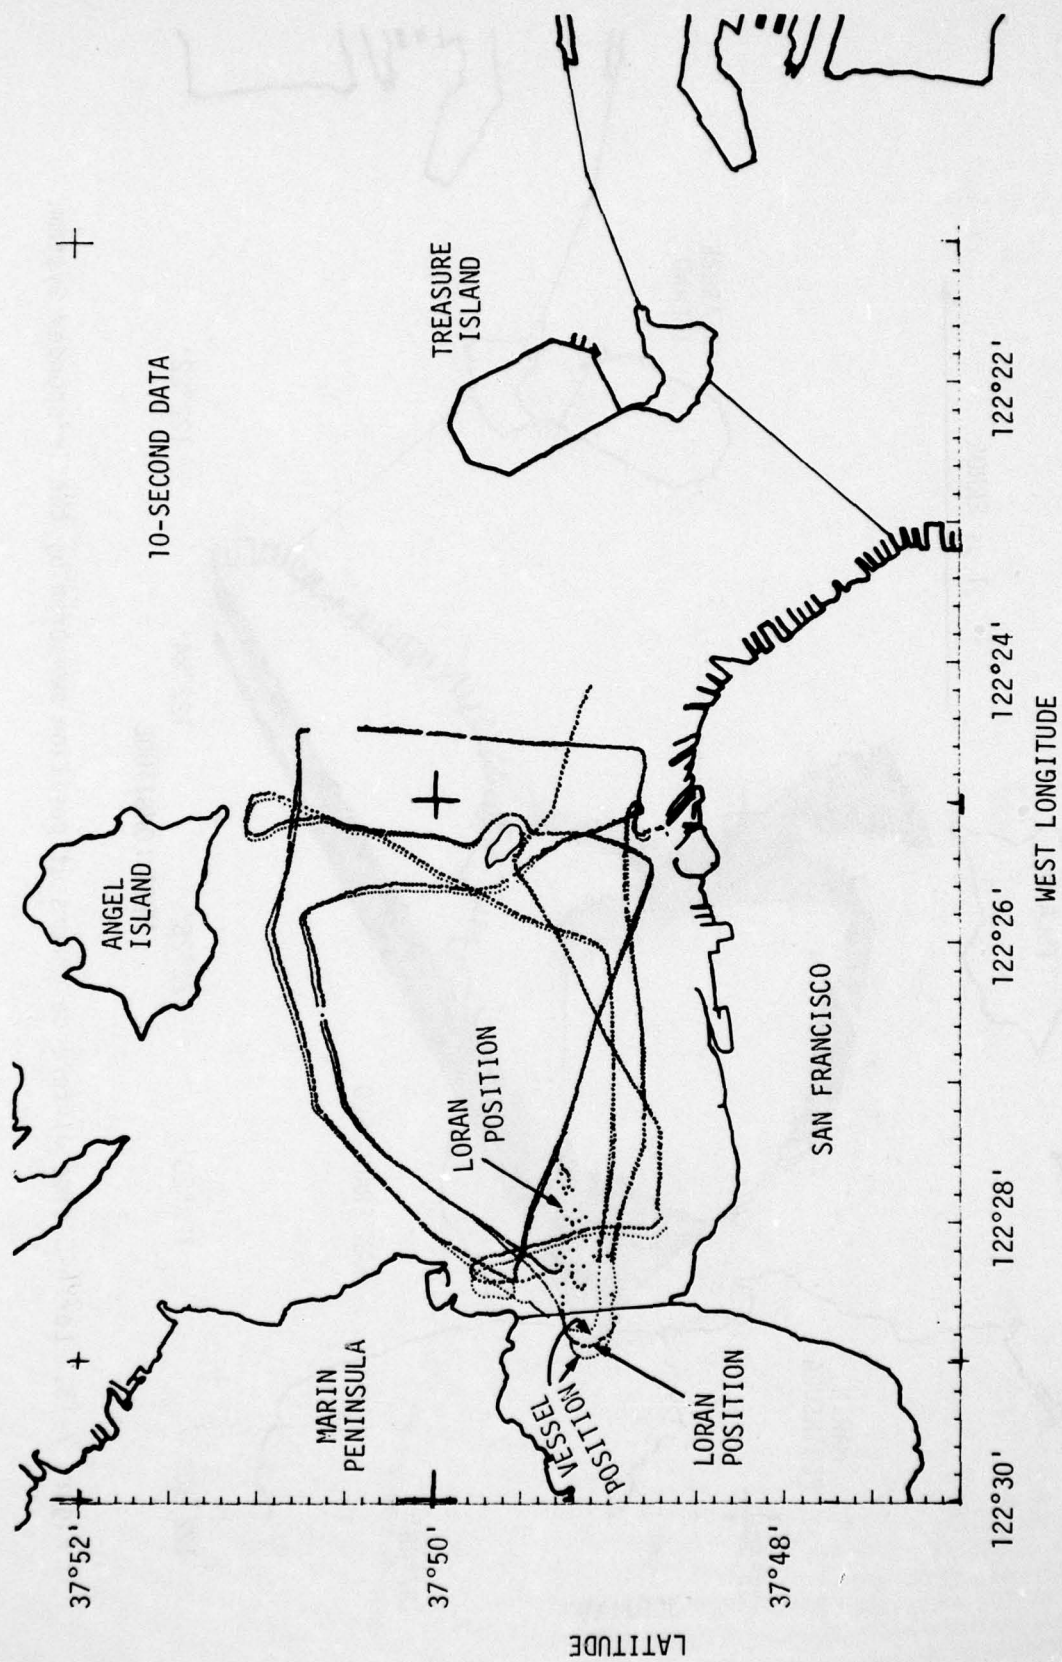 10-SECOND DATA
ANGEL
ISLAND
TREASURE
ISLAND
LORAN
POSITION
MARIN
PENINSULA
VESSEL
POSITION
LORAN
POSITION
SAN FRANCISCO
37°52'
37°50'
37°48'
LATITUDE
122°30'
122°28'
122°26'
122°24'
122°22'
WEST LONGITUDE